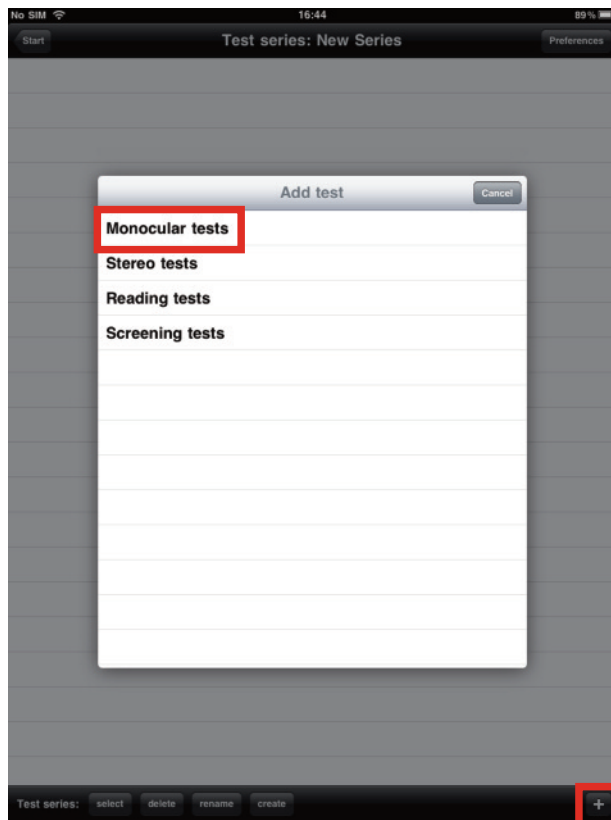 No SIM 16:44 89%
Start Test series: New Series Preferences
Add test Cancel
Monocular tests
Stereo tests
Reading tests
Screening tests
Test series: select delete rename create +